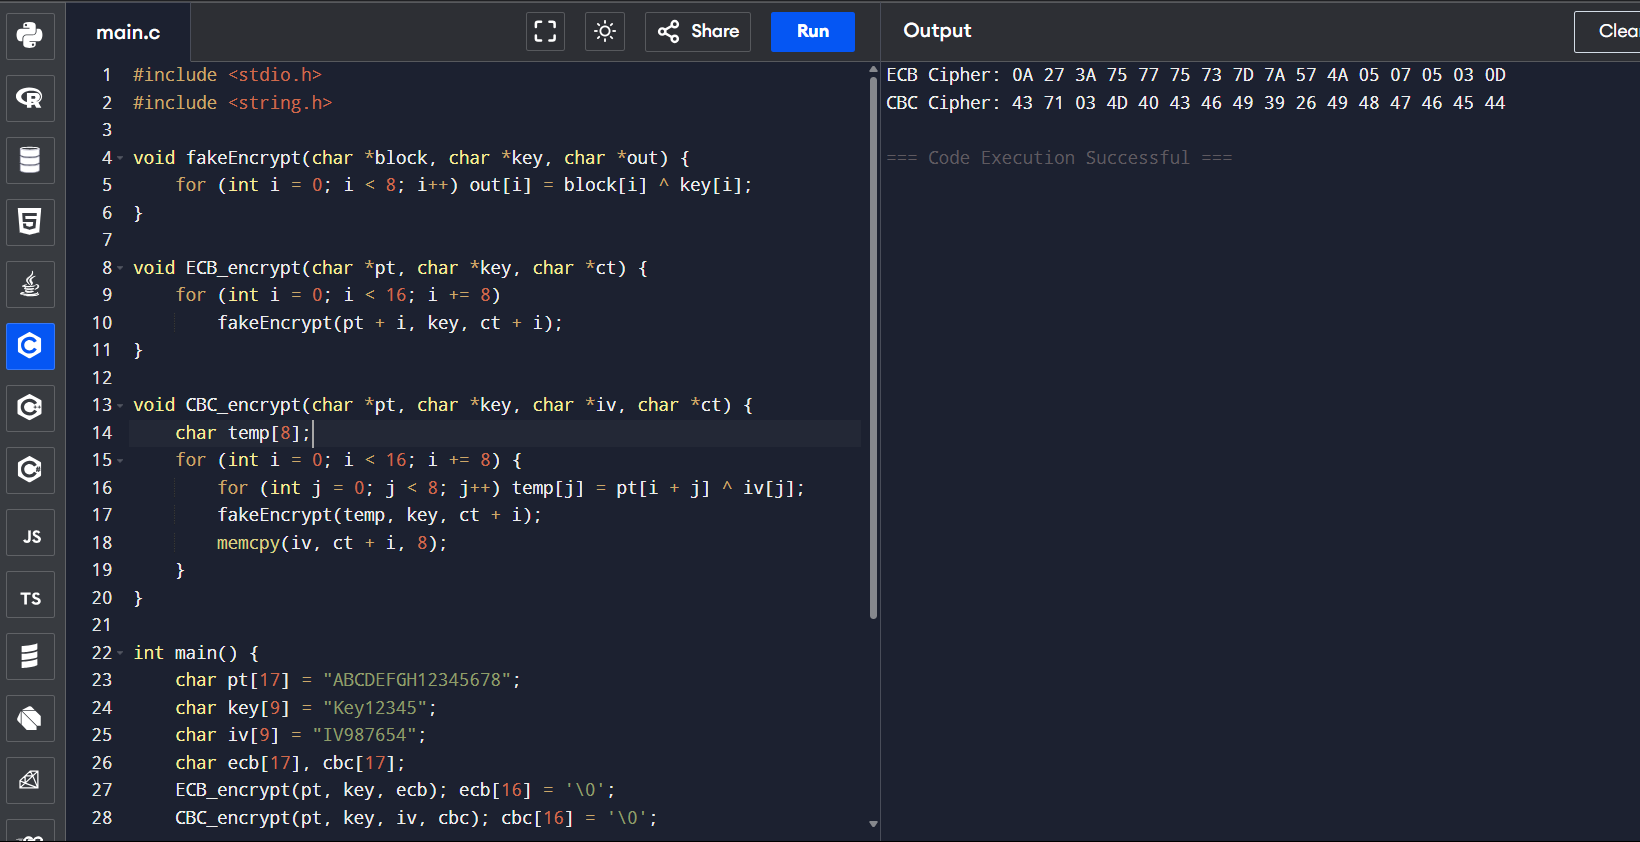 main.c
Share
Run
Output
Clea
1 #include <stdio.h>
2 #include <string.h>
3
4 void fakeEncrypt(char *block, char *key, char *out) {
5 for (int i = 0; i < 8; i++) out[i] = block[i] ^ key[i];
6 }
7
8 void ECB_encrypt(char *pt, char *key, char *ct) {
9 for (int i = 0; i < 16; i += 8)
10 fakeEncrypt(pt + i, key, ct + i);
11 }
12
13 void CBC_encrypt(char *pt, char *key, char *iv, char *ct) {
14 char temp[8];
15 for (int i = 0; i < 16; i += 8) {
16 for (int j = 0; j < 8; j++) temp[j] = pt[i + j] ^ iv[j];
17 fakeEncrypt(temp, key, ct + i);
18 memcpy(iv, ct + i, 8);
19 }
20 }
21
22 int main() {
23 char pt[17] = "ABCDEFGH12345678";
24 char key[9] = "Key12345";
25 char iv[9] = "IV987654";
26 char ecb[17], cbc[17];
27 ECB_encrypt(pt, key, ecb); ecb[16] = '\0';
28 CBC_encrypt(pt, key, iv, cbc); cbc[16] = '\0';
ECB Cipher: 0A 27 3A 75 77 75 73 7D 7A 57 4A 05 07 05 03 0D
CBC Cipher: 43 71 03 4D 40 43 46 49 39 26 49 48 47 46 45 44
=== Code Execution Successful ===
JS
TS